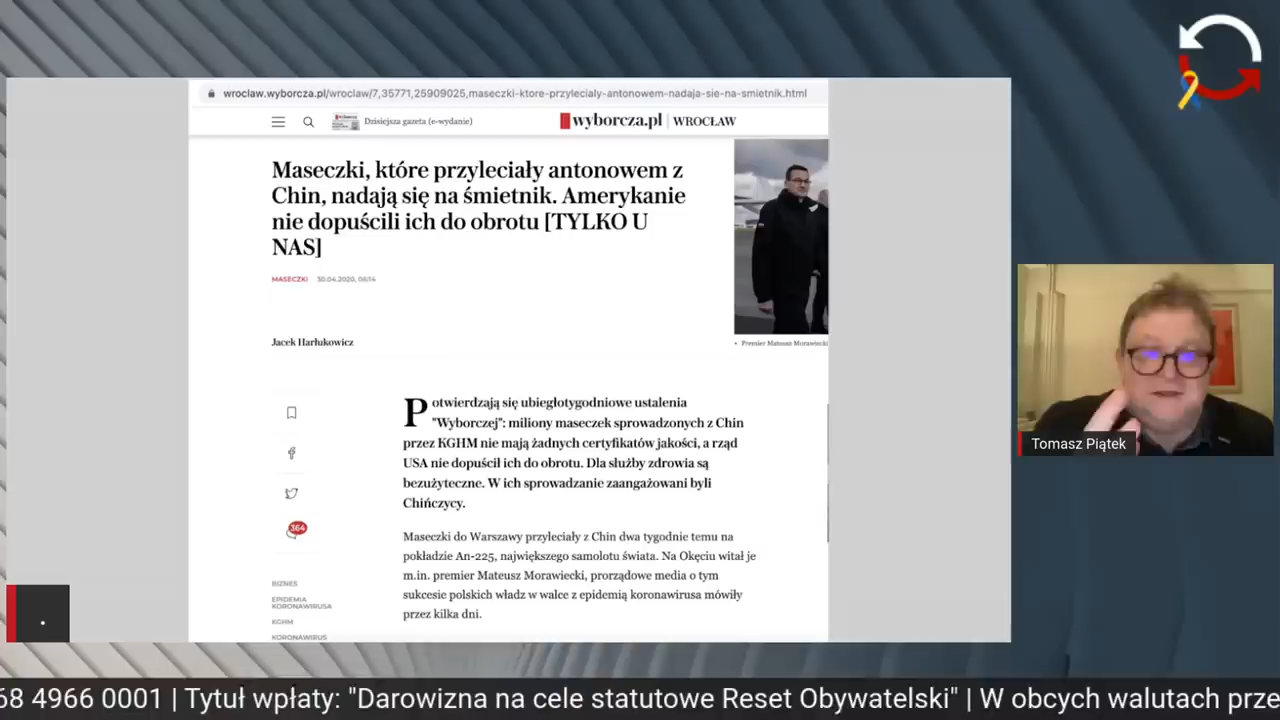 wroclaw.wyborcza.pl/wroclaw/7,35771,25909025,maseczki-ktore-przylecialy-antonowem-nadaja-sie-na-smietnik.html
Dzisiejsza gazeta (e-wydanie)
wyborcza.pl | WROCŁAW
Maseczki, które przyleciały antonowem z
Chin, nadają się na śmietnik. Amerykanie
nie dopuścili ich do obrotu [TYLKO U
NAS]
MASECZKI 30.04.2020, 06:14
Jacek Harłukowicz
• Premier Mateusz Morawiecki
Potwierdzają się ubiegłotygodniowe ustalenia
"Wyborczej": miliony maseczek sprowadzonych z Chin
przez KGHM nie mają żadnych certyfikatów jakości, a rząd
USA nie dopuścił ich do obrotu. Dla służby zdrowia są
bezużyteczne. W ich sprowadzanie zaangażowani byli
Chińczycy.
364
Maseczki do Warszawy przyleciały z Chin dwa tygodnie temu na
pokładzie An-225, największego samolotu świata. Na Okęciu witał je
m.in. premier Mateusz Morawiecki, prorządowe media o tym
sukcesie polskich władz w walce z epidemią koronawirusa mówiły
przez kilka dni.
BIZNES
EPIDEMIA
KORONAWIRUSA
KGHM
KORONAWIRUS
Tomasz Piątek
.
68 4966 0001 | Tytuł wpłaty: "Darowizna na cele statutowe Reset Obywatelski" | W obcych walutach prze